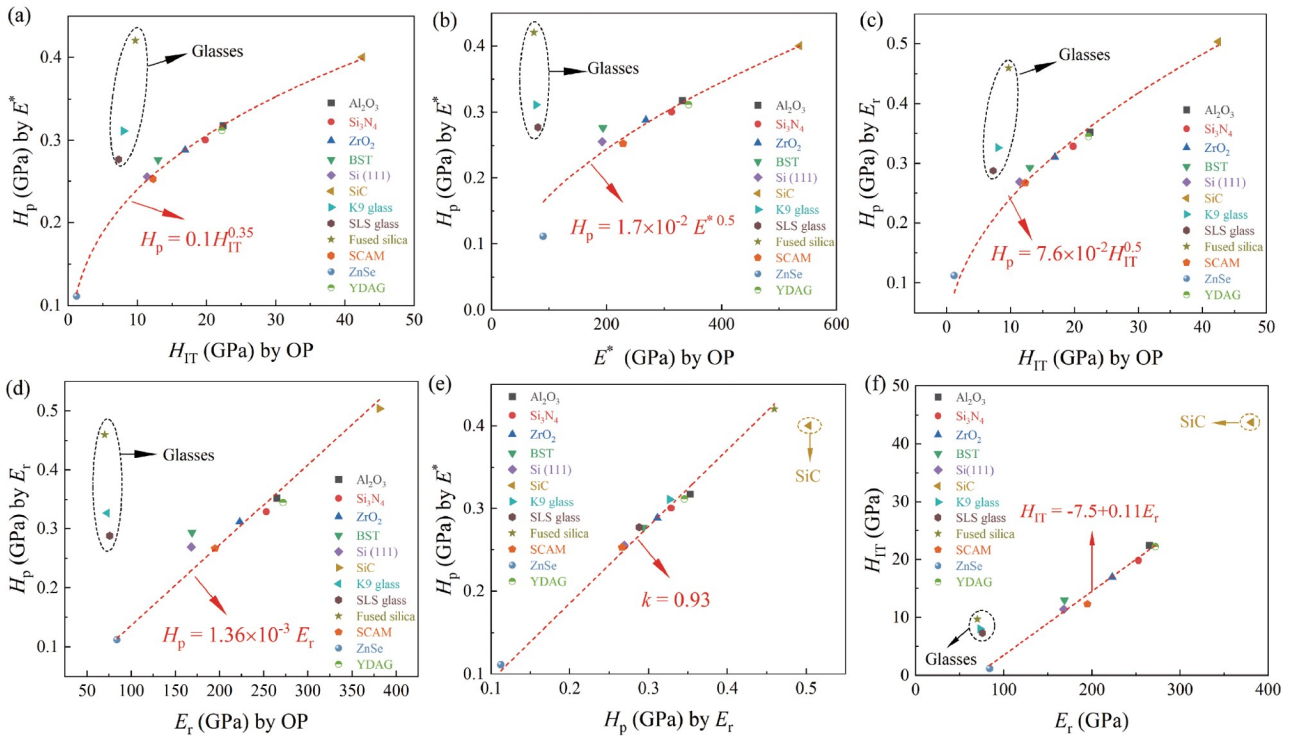 (a)
0.4
0.3
0.2
0.1
0
10
20
30
40
50
Hp (GPa) by E*
HIT (GPa) by OP
Glasses
Al2O3
Si3N4
ZrO2
BST
Si (111)
SiC
K9 glass
SLS glass
Fused silica
SCAM
ZnSe
YDAG
Hp = 0.1HIT^0.35
(b)
0.4
0.3
0.2
0.1
0.0
0
200
400
600
Hp (GPa) by E*
E* (GPa) by OP
Glasses
Al2O3
Si3N4
ZrO2
BST
Si (111)
SiC
K9 glass
SLS glass
Fused silica
SCAM
ZnSe
YDAG
Hp = 1.7×10^-2 E* 0.5
(c)
0.5
0.4
0.3
0.2
0.1
0
10
20
30
40
50
Hp (GPa) by Er
HIT (GPa) by OP
Glasses
Al2O3
Si3N4
ZrO2
BST
Si (111)
SiC
K9 glass
SLS glass
Fused silica
SCAM
ZnSe
YDAG
Hp = 7.6×10^-2HIT^0.5
(d)
0.5
0.4
0.3
0.2
0.1
50
100
150
200
250
300
350
400
Hp (GPa) by Er
Er (GPa) by OP
Glasses
Al2O3
Si3N4
ZrO2
BST
Si (111)
SiC
K9 glass
SLS glass
Fused silica
SCAM
ZnSe
YDAG
Hp = 1.36×10^-3 Er
(e)
0.4
0.3
0.2
0.1
0.1
0.2
0.3
0.4
0.5
Hp (GPa) by E*
Hp (GPa) by Er
Al2O3
Si3N4
ZrO2
BST
Si (111)
SiC
K9 glass
SLS glass
Fused silica
SCAM
ZnSe
YDAG
SiC
k = 0.93
(f)
50
40
30
20
10
0
0
100
200
300
400
HIT (GPa)
Er (GPa)
Al2O3
Si3N4
ZrO2
BST
Si(111)
SiC
K9 glass
SLS glass
Fused silica
SCAM
ZnSe
YDAG
SiC
HIT = -7.5+0.11Er
Glasses